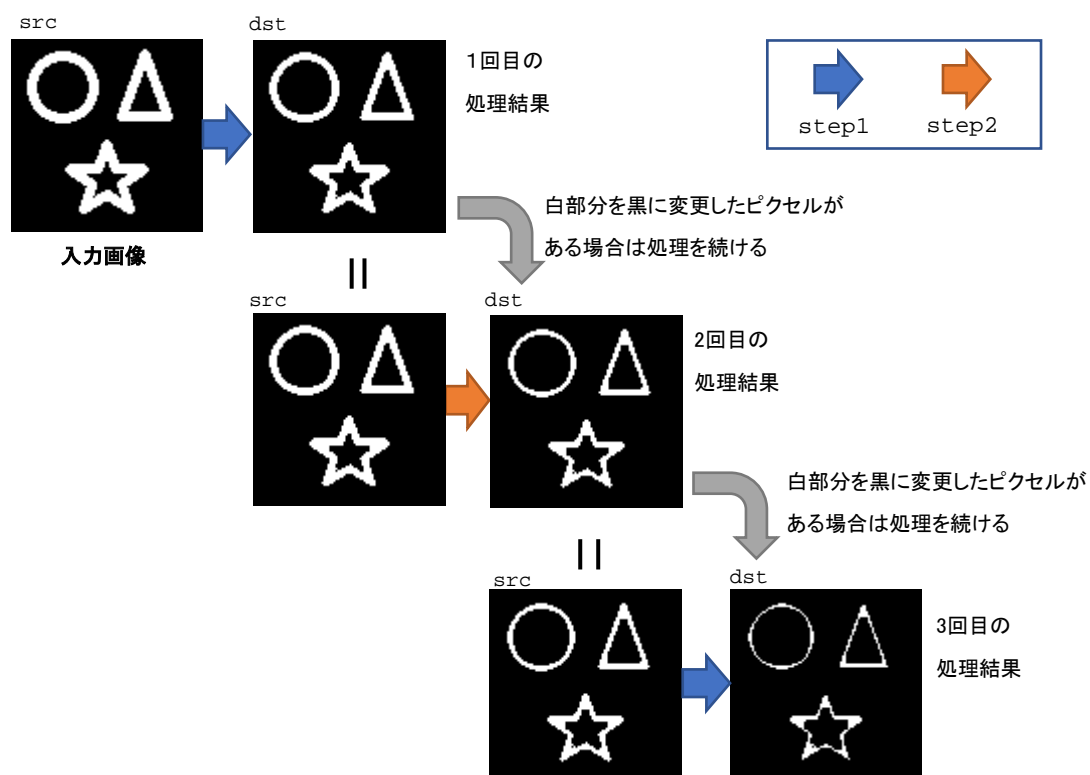 src
dst
1回目の
処理結果
step1
step2
入力画像
白部分を黒に変更したピクセルが
ある場合は処理を続ける
src
dst
2回目の
処理結果
白部分を黒に変更したピクセルが
ある場合は処理を続ける
src
dst
3回目の
処理結果